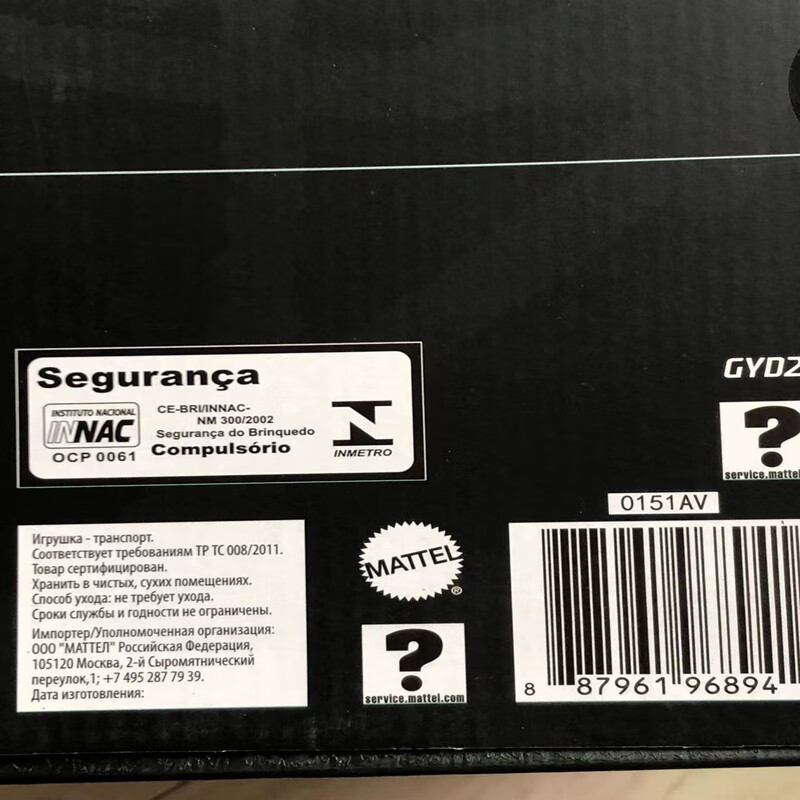 Segurança
INSTITUTO NACIONAL
INNAC
OCP 0061
CE-BRI/INNAC-
NM 300/2002
Segurança do Brinquedo
Compulsório
INMETRO
GYD2
?
service.mattel
0151AV
8 87961 96894
Игрушка - транспорт.
Соответствует требованиям ТР ТС 008/2011.
Товар сертифицирован.
Хранить в чистых, сухих помещениях.
Способ ухода: не требует ухода.
Сроки службы и годности не ограничены.
Импортер/Уполномоченная организация:
ООО "МАТТЕЛ" Российская Федерация,
105120 Москва, 2-й Сыромятнический
переулок,1; +7 495 287 79 39.
Дата изготовления:
MATTEL®
?
service.mattel.com